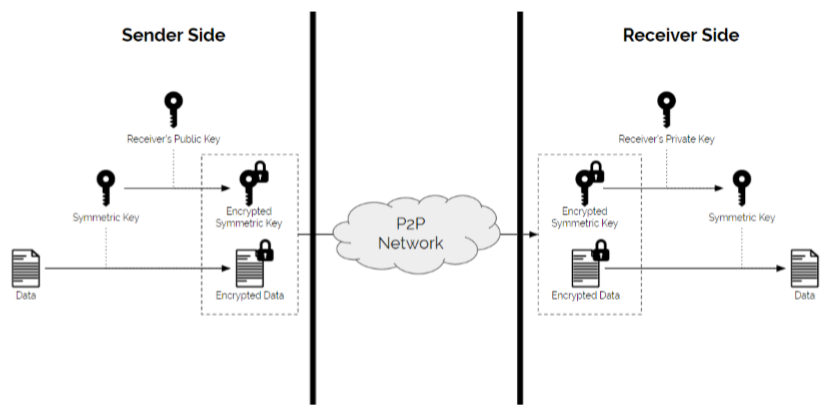 Sender Side
Receiver's Public Key
Symmetric Key
Encrypted
Symmetric Key
Data
Encrypted Data
P2P
Network
Receiver Side
Receiver's Private Key
Encrypted
Symmetric Key
Symmetric Key
Encrypted Data
Data